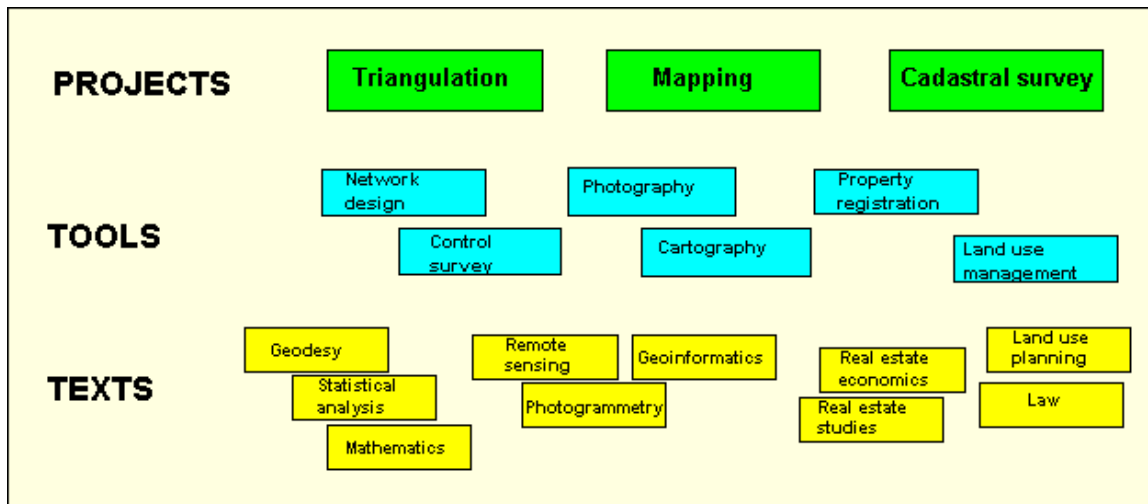 PROJECTS
Triangulation
Mapping
Cadastral survey
TOOLS
Network
design
Photography
Property
registration
Control
survey
Cartography
Land use
management
TEXTS
Geodesy
Remote
sensing
Geoinformatics
Real estate
economics
Land use
planning
Statistical
analysis
Photogrammetry
Real estate
studies
Law
Mathematics